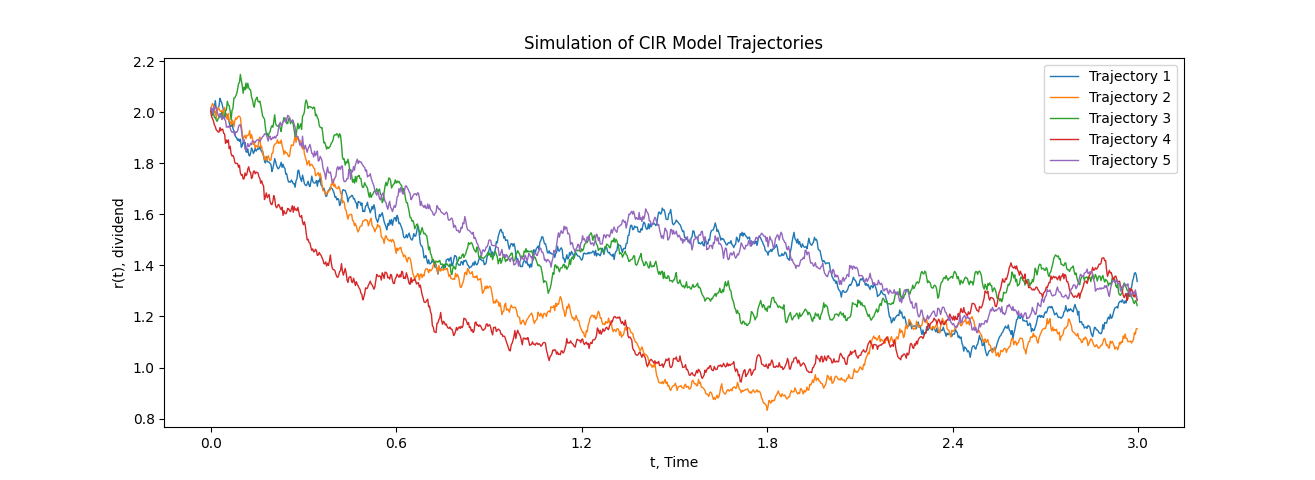 Simulation of CIR Model Trajectories
2.2
2.0
1.8
1.6
1.4
1.2
1.0
0.8
r(t), dividend
Trajectory 1
Trajectory 2
Trajectory 3
Trajectory 4
Trajectory 5
0.0 0.6 1.2 1.8 2.4 3.0
t, Time